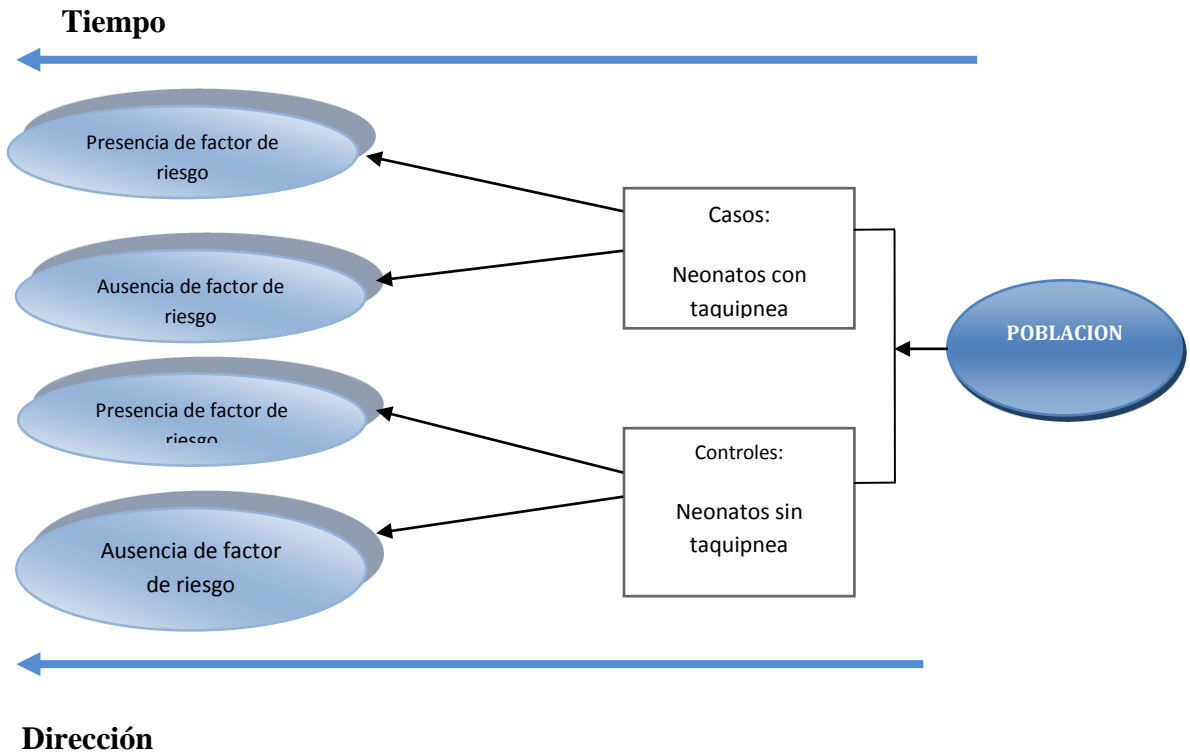 Tiempo
Presencia de factor de
riesgo
Ausencia de factor de
riesgo
Presencia de factor de
riesgo
Ausencia de factor
de riesgo
Casos:
Neonatos con
taquipnea
Controles:
Neonatos sin
taquipnea
POBLACION
Dirección